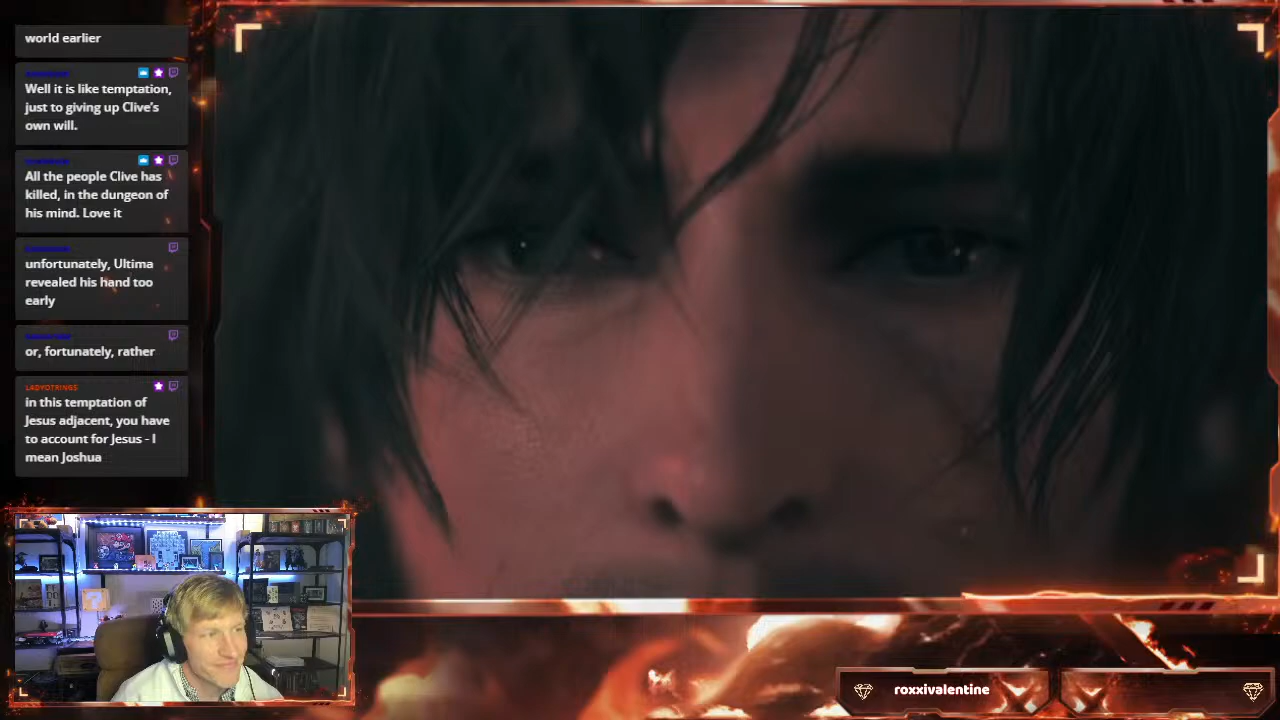 world earlier
Well it is like temptation,
just to giving up Clive's
own will.
All the people Clive has
killed, in the dungeon of
his mind. Love it
unfortunately, Ultima
revealed his hand too
early
or, fortunately, rather
LADYOTRINGS
in this temptation of
Jesus adjacent, you have
to account for Jesus - I
mean Joshua
roxxivalentine